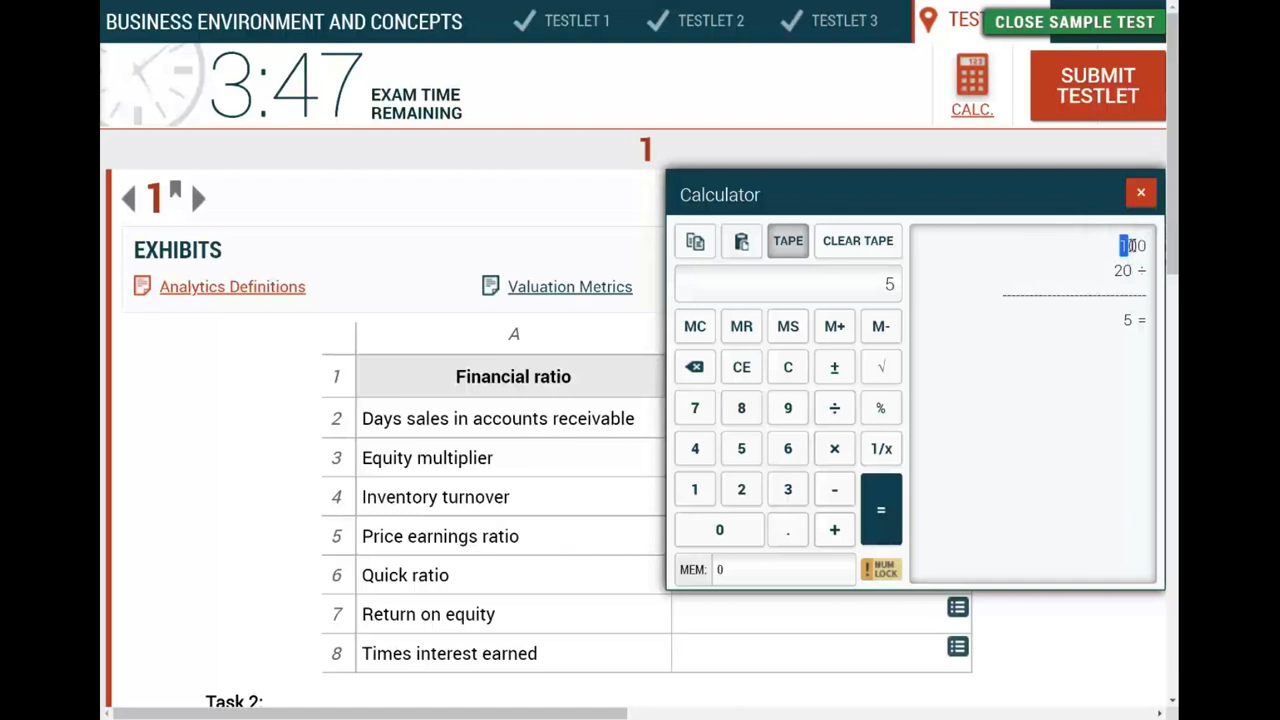 BUSINESS ENVIRONMENT AND CONCEPTS
TESTLET 1
TESTLET 2
TESTLET 3
TES
CLOSE SAMPLE TEST
3:47
EXAM TIME
REMAINING
CALC.
SUBMIT
TESTLET
1
1
EXHIBITS
Analytics Definitions
Valuation Metrics
A
1 Financial ratio
2 Days sales in accounts receivable
3 Equity multiplier
4 Inventory turnover
5 Price earnings ratio
6 Quick ratio
7 Return on equity
8 Times interest earned
Task 2:
Calculator
TAPE
CLEAR TAPE
5
MC MR MS M+ M-
CE C ± √
7 8 9 ÷ %
4 5 6 × 1/x
1 2 3 -
=
0 . +
MEM: 0
! NUM
LOCK
100
20 ÷
5 =